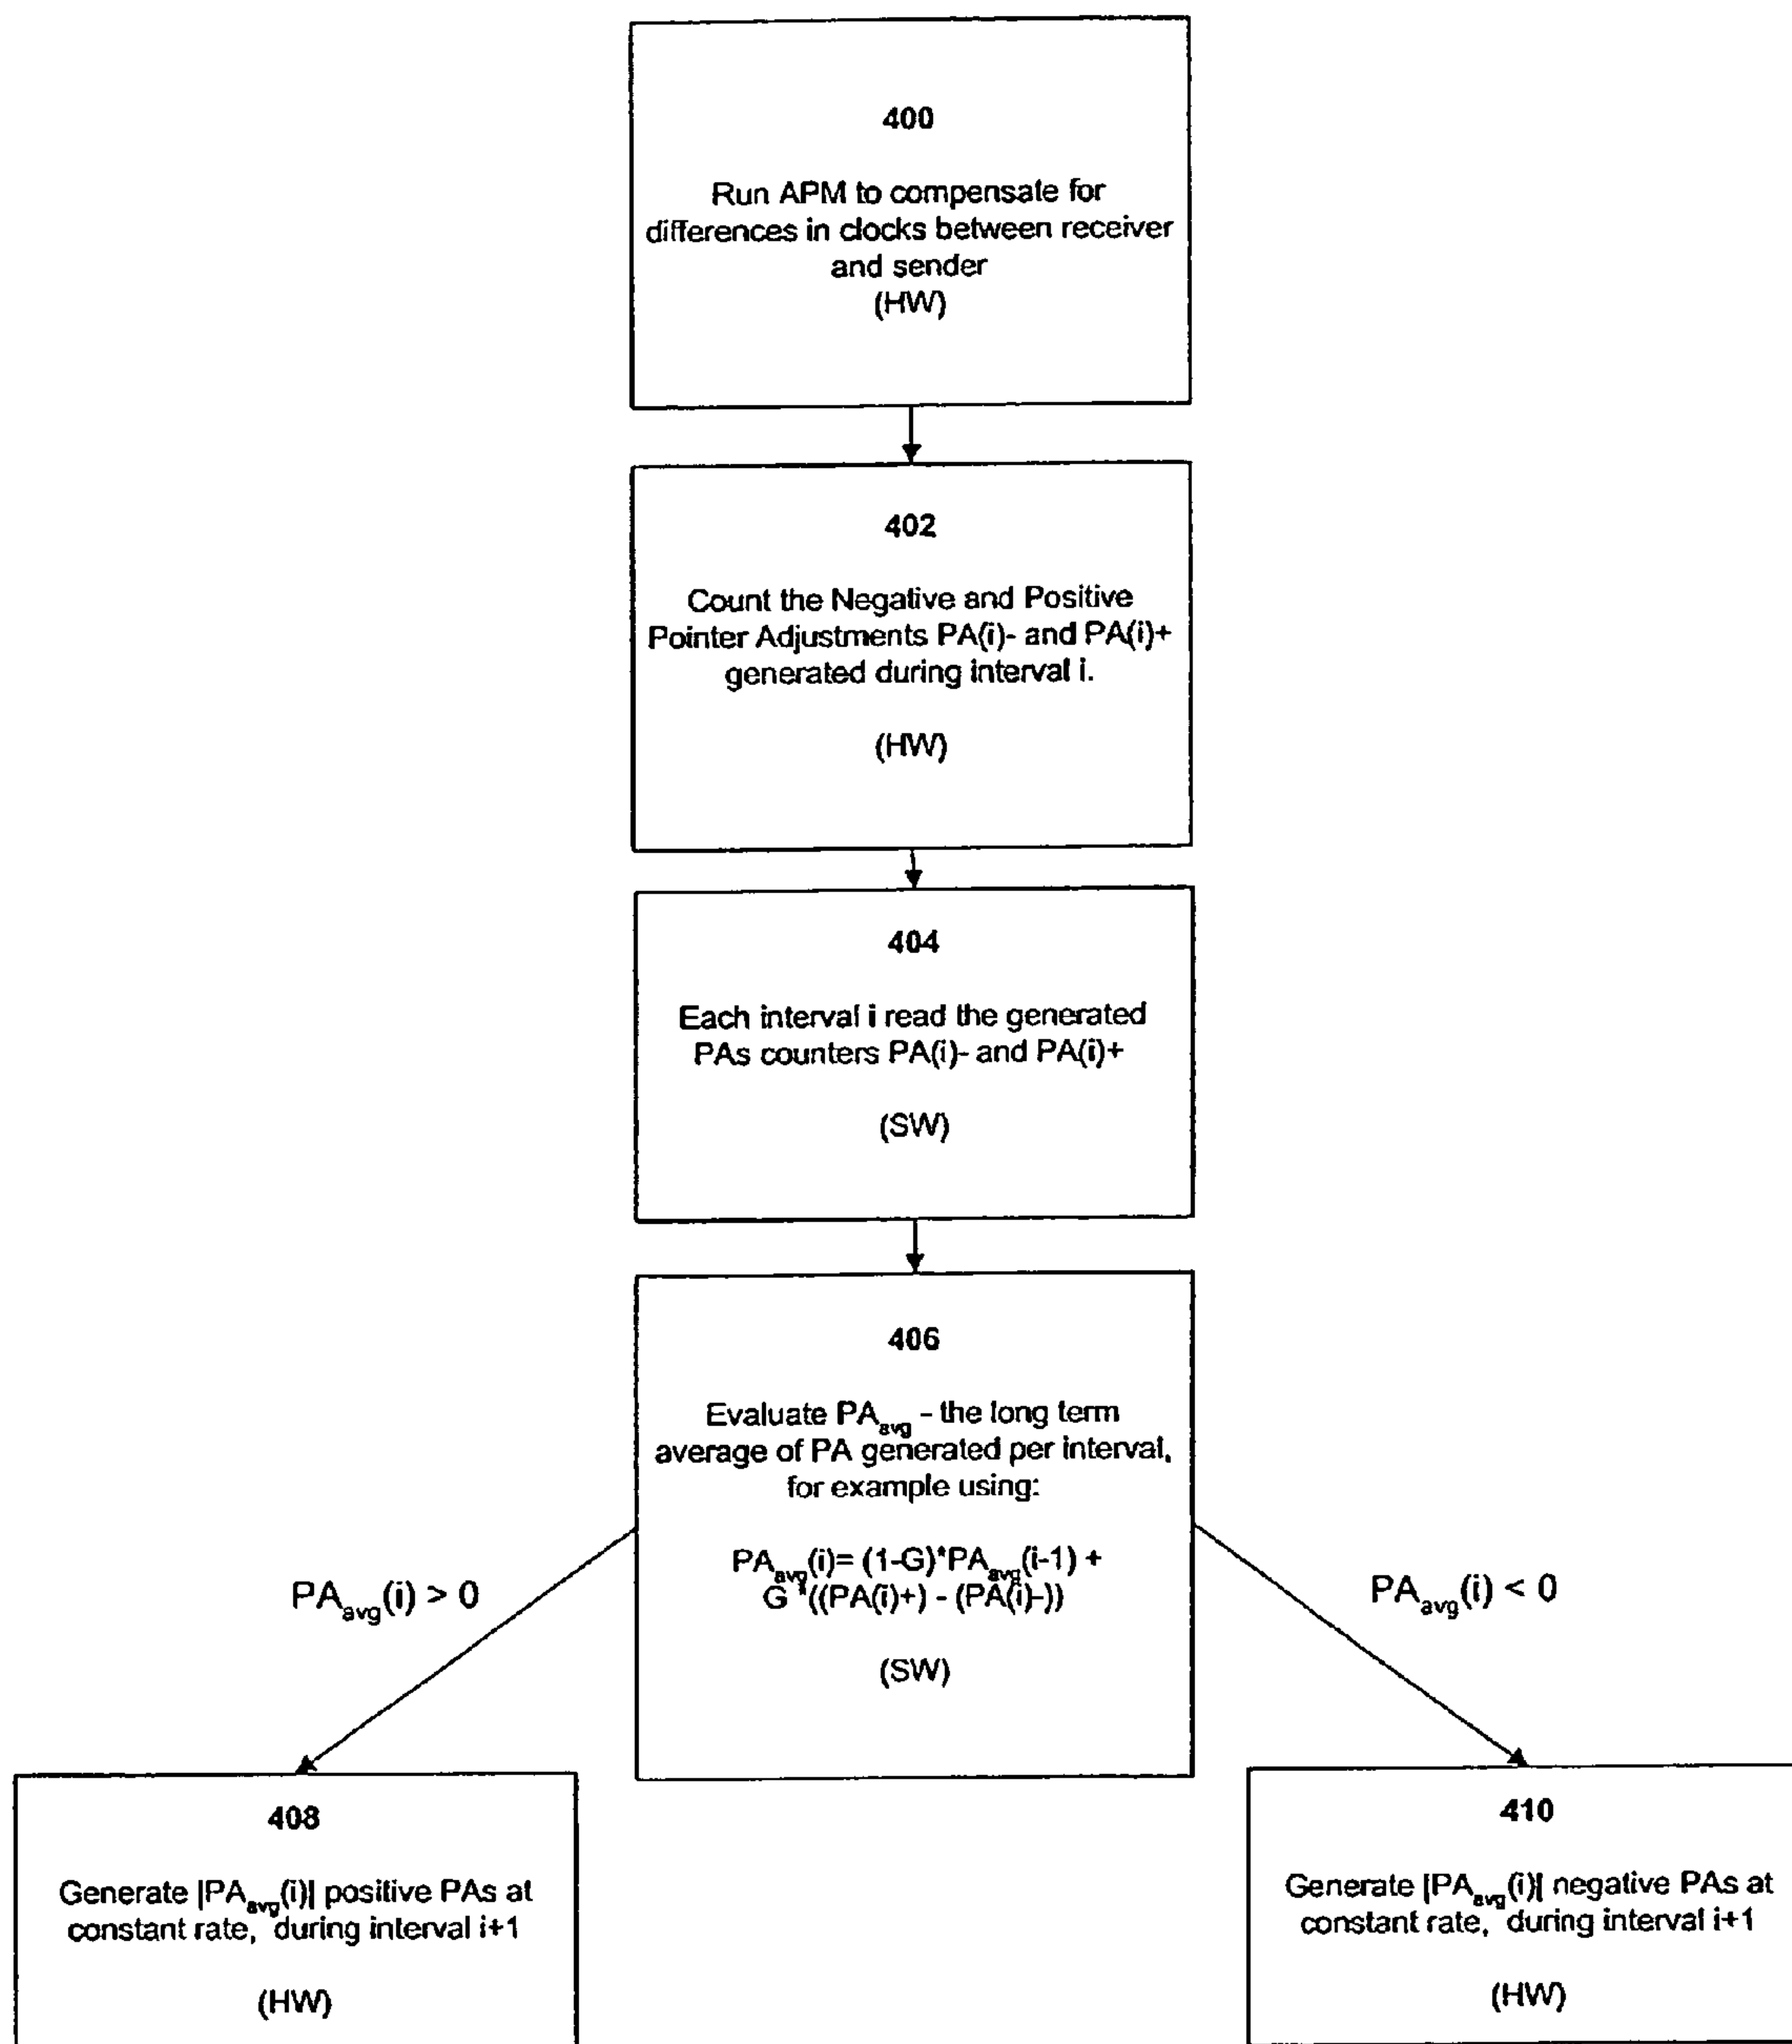 400
Run APM to compensate for
differences in clocks between receiver
and sender
(HW)
402
Count the Negative and Positive
Pointer Adjustments PA(i)- and PA(i)+
generated during interval i.
(HW)
404
Each interval i read the generated
PAs counters PA(i)- and PA(i)+
(SW)
406
Evaluate PAavg - the long term
average of PA generated per interval,
for example using:
PAavg(i)= (1-G)*PAavg(i-1) +
G *((PA(i)+) - (PA(i)-))
(SW)
PAavg(i) > 0
PAavg(i) < 0
408
Generate |PAavg(i)| positive PAs at
constant rate, during interval i+1
(HW)
410
Generate |PAavg(i)| negative PAs at
constant rate, during interval i+1
(HW)